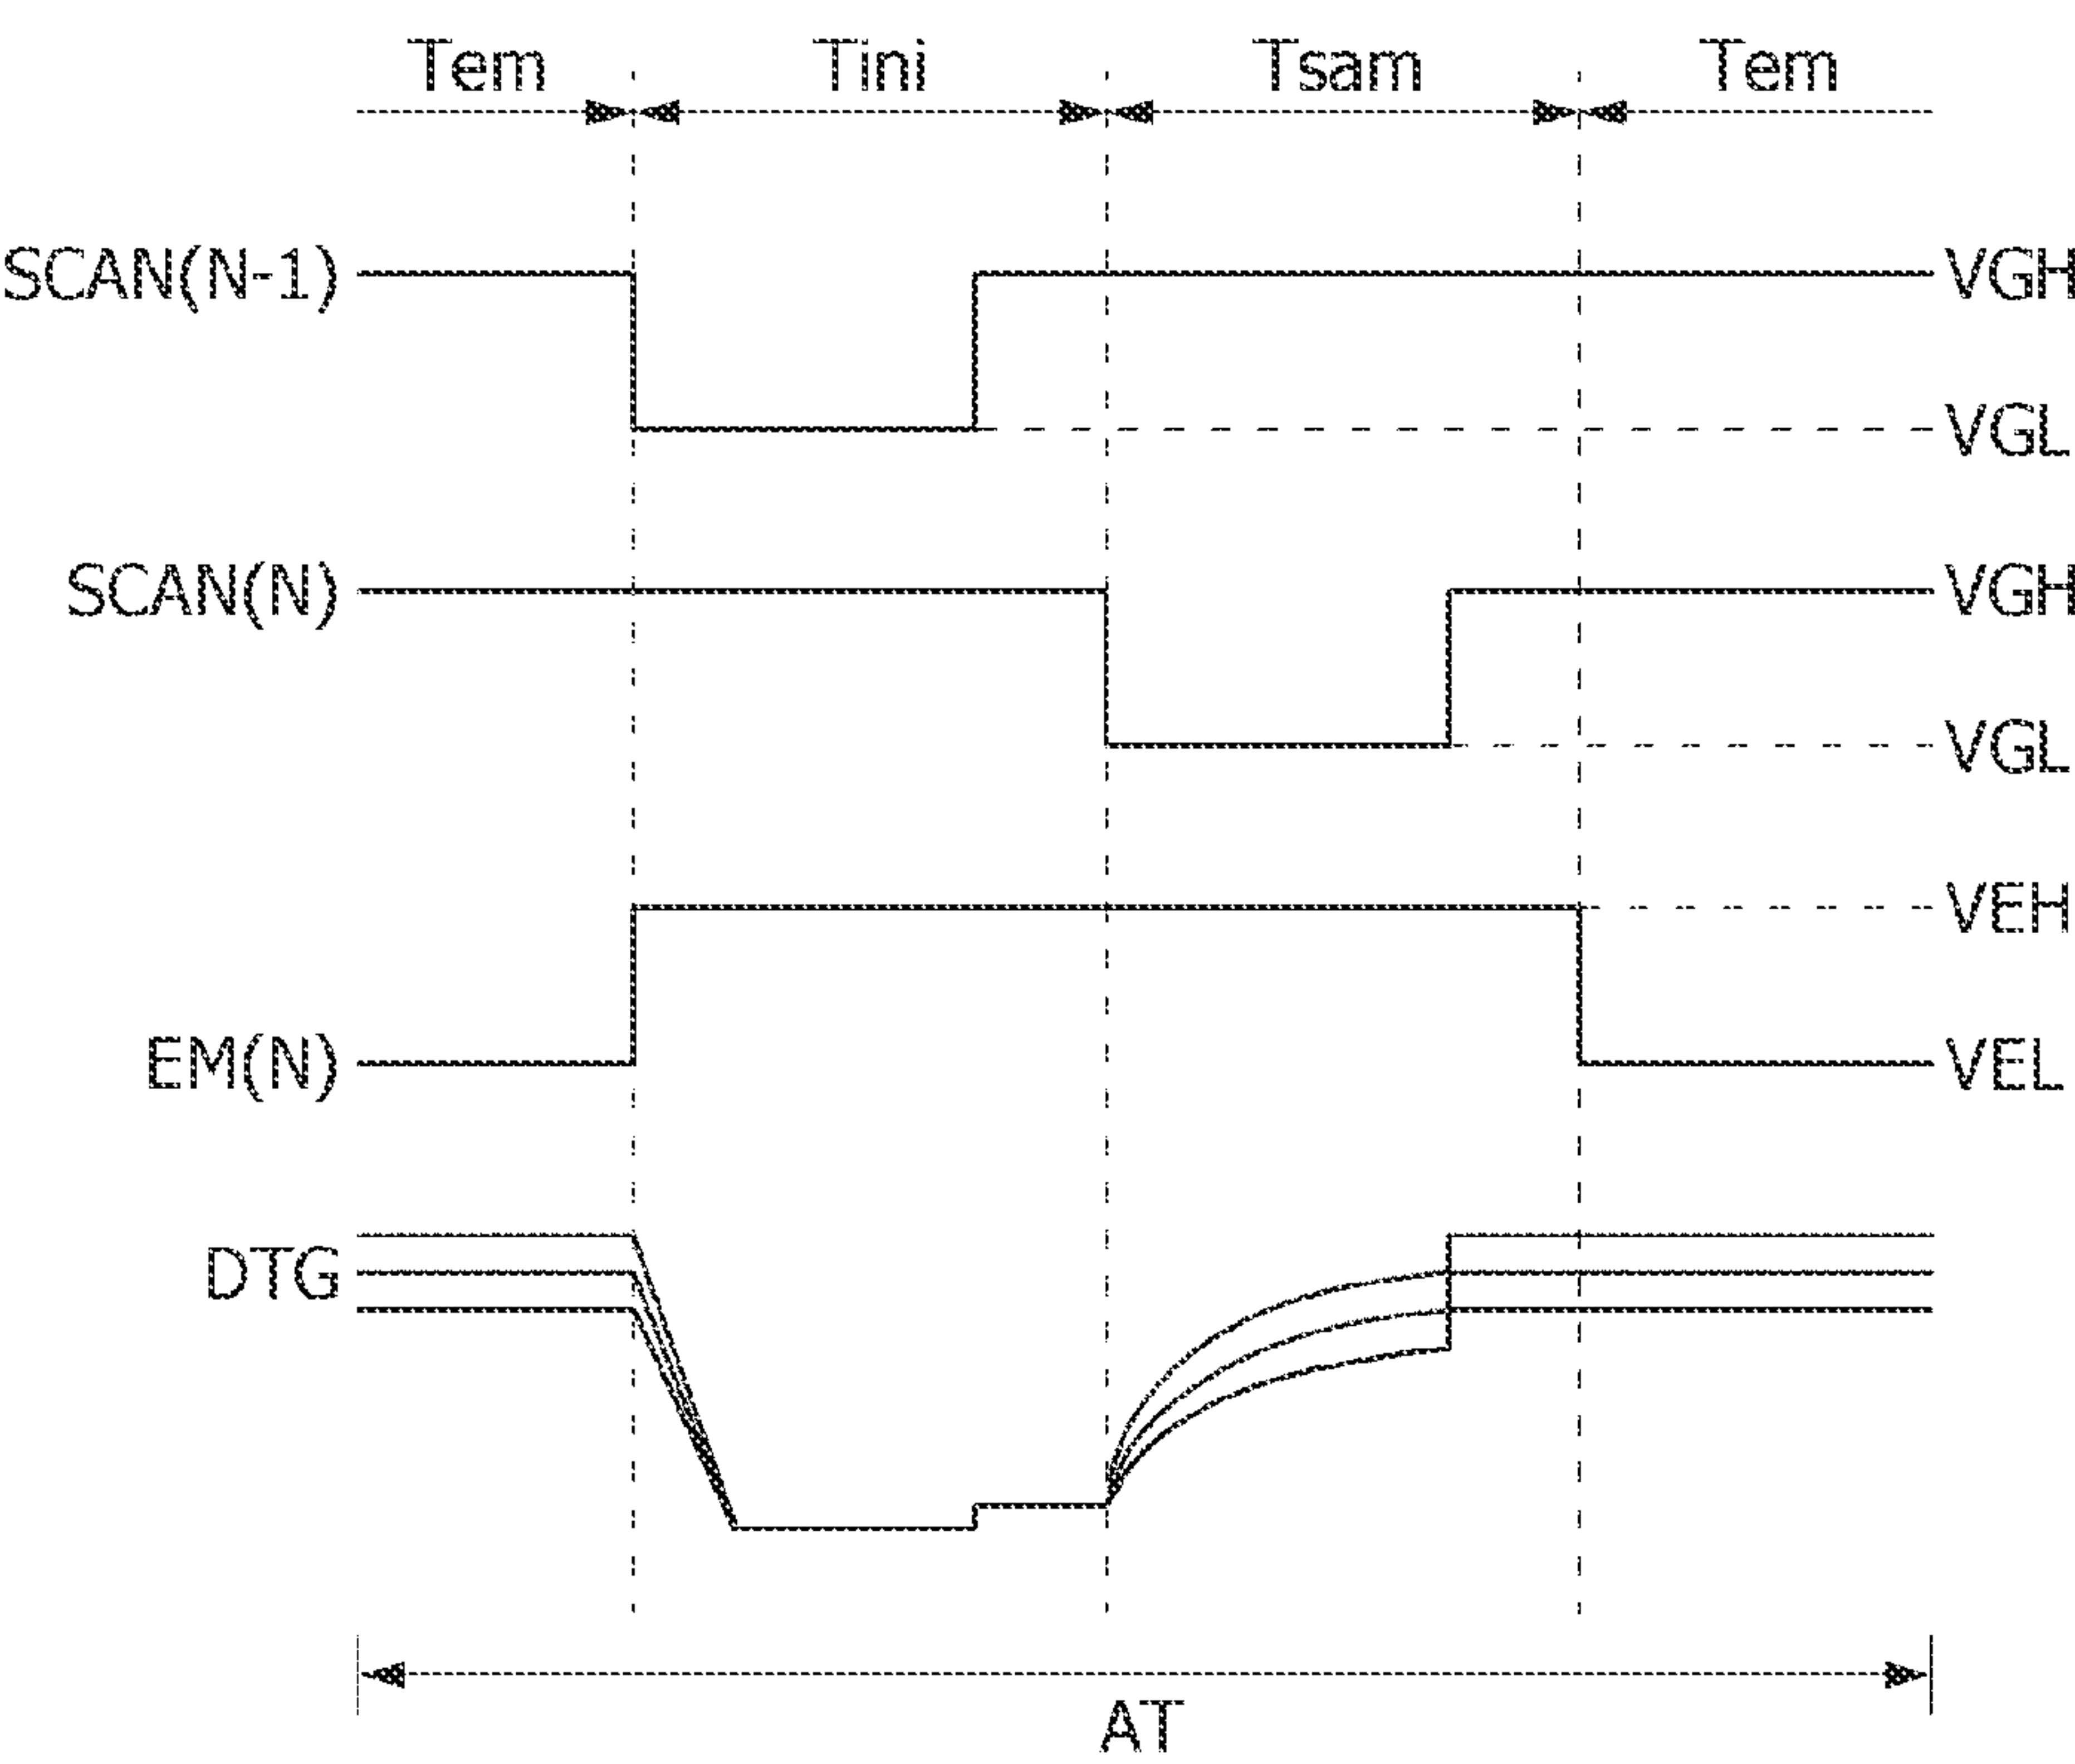 Tem Tini Tsam Tem
SCAN(N-1) VGH
VGL
SCAN(N) VGH
VGL
VEH
EM(N) VEL
DTG
AT